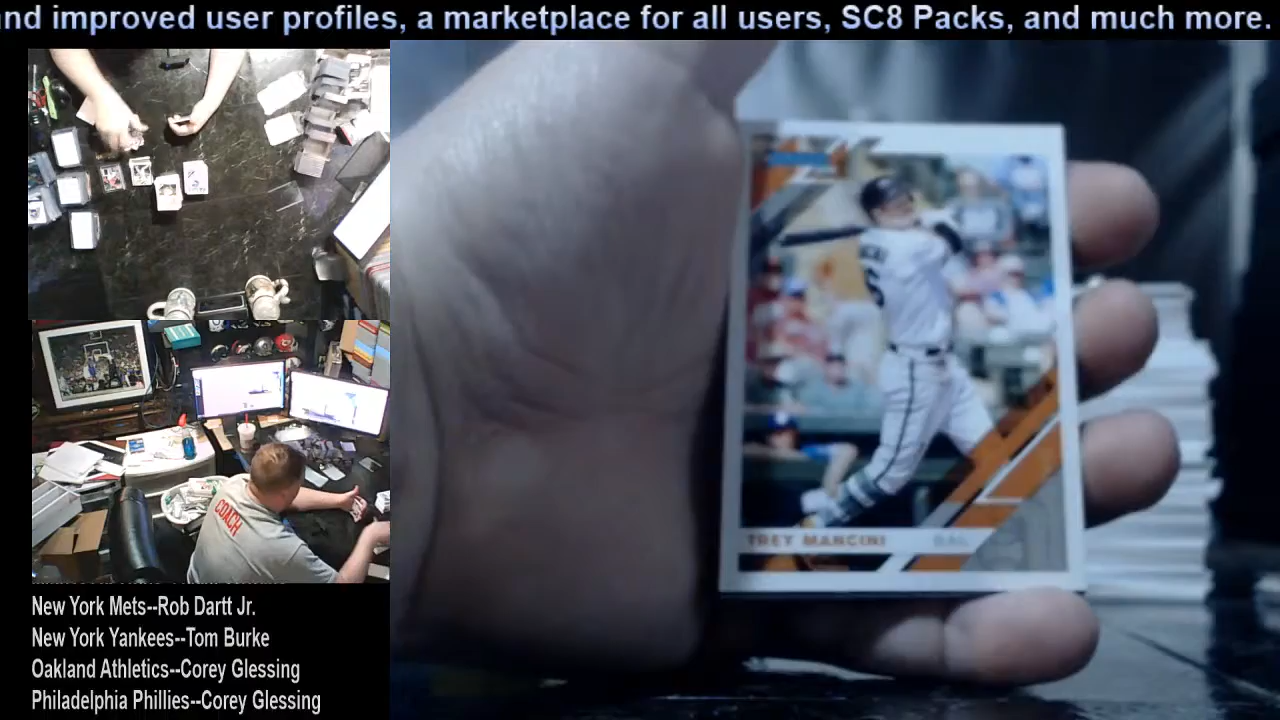 and improved user profiles, a marketplace for all users, SC8 Packs, and much more.
TREY MANCINI BAL
COACH
New York Mets--Rob Dartt Jr.
New York Yankees--Tom Burke
Oakland Athletics--Corey Glessing
Philadelphia Phillies--Corey Glessing